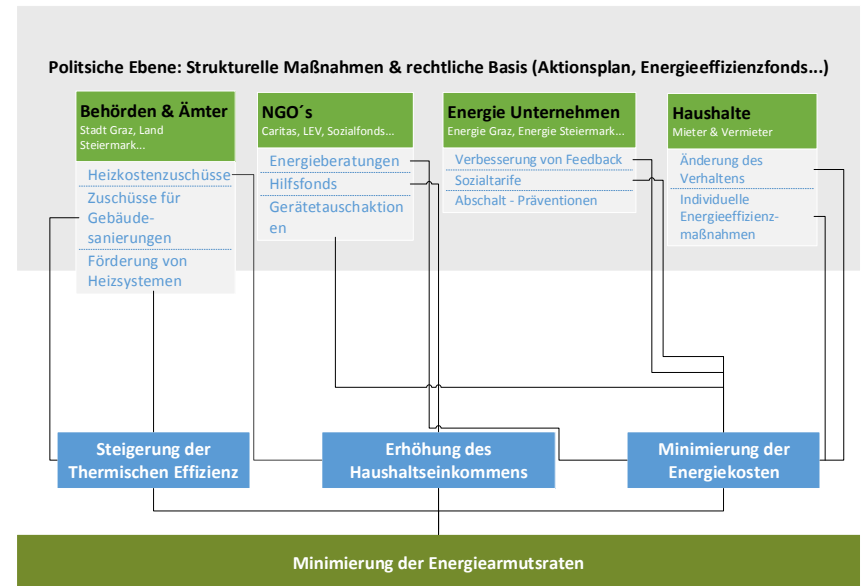 Politsiche Ebene: Strukturelle Maßnahmen & rechtliche Basis (Aktionsplan, Energieeffizienzfonds...)
Behörden & Ämter
Stadt Graz, Land
Steiermark...
Heizkostenzuschüsse
Zuschüsse für
Gebäude-
sanierungen
Förderung von
Heizsystemen
NGO´s
Caritas, LEV, Sozialfonds...
Energieberatungen
Hilfsfonds
Gerätetauschaktion
en
Energie Unternehmen
Energie Graz, Energie Steiermark...
Verbesserung von Feedback
Sozialtarife
Abschalt - Präventionen
Haushalte
Mieter & Vermieter
Änderung des
Verhaltens
Individuelle
Energieeffizienz-
maßnahmen
Steigerung der
Thermischen Effizienz
Erhöhung des
Haushaltseinkommens
Minimierung der
Energiekosten
Minimierung der Energiearmutsraten